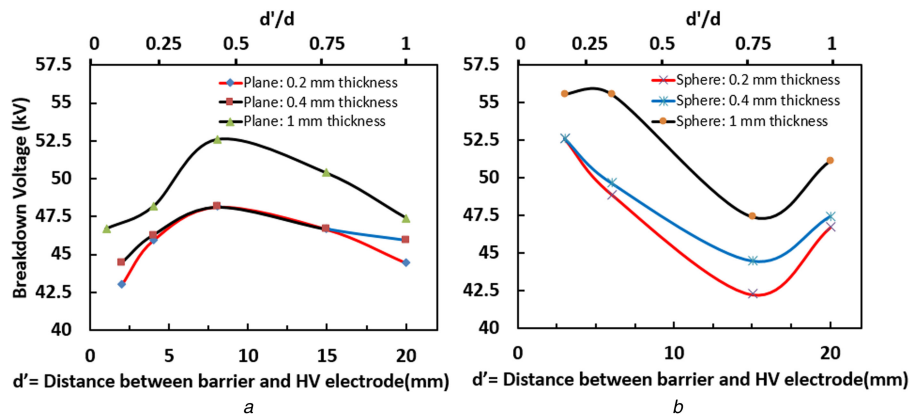 d'/d
0 0.25 0.5 0.75 1
57.5
55
52.5
50
47.5
45
42.5
40
Breakdown Voltage (kV)
Plane: 0.2 mm thickness
Plane: 0.4 mm thickness
Plane: 1 mm thickness
0 5 10 15 20
d’= Distance between barrier and HV electrode(mm)
a
d'/d
0 0.25 0.5 0.75 1
57.5
55
52.5
50
47.5
45
42.5
40
Sphere: 0.2 mm thickness
Sphere: 0.4 mm thickness
Sphere: 1 mm thickness
0 5 10 15 20
d’= Distance between barrier and HV electrode(mm)
b